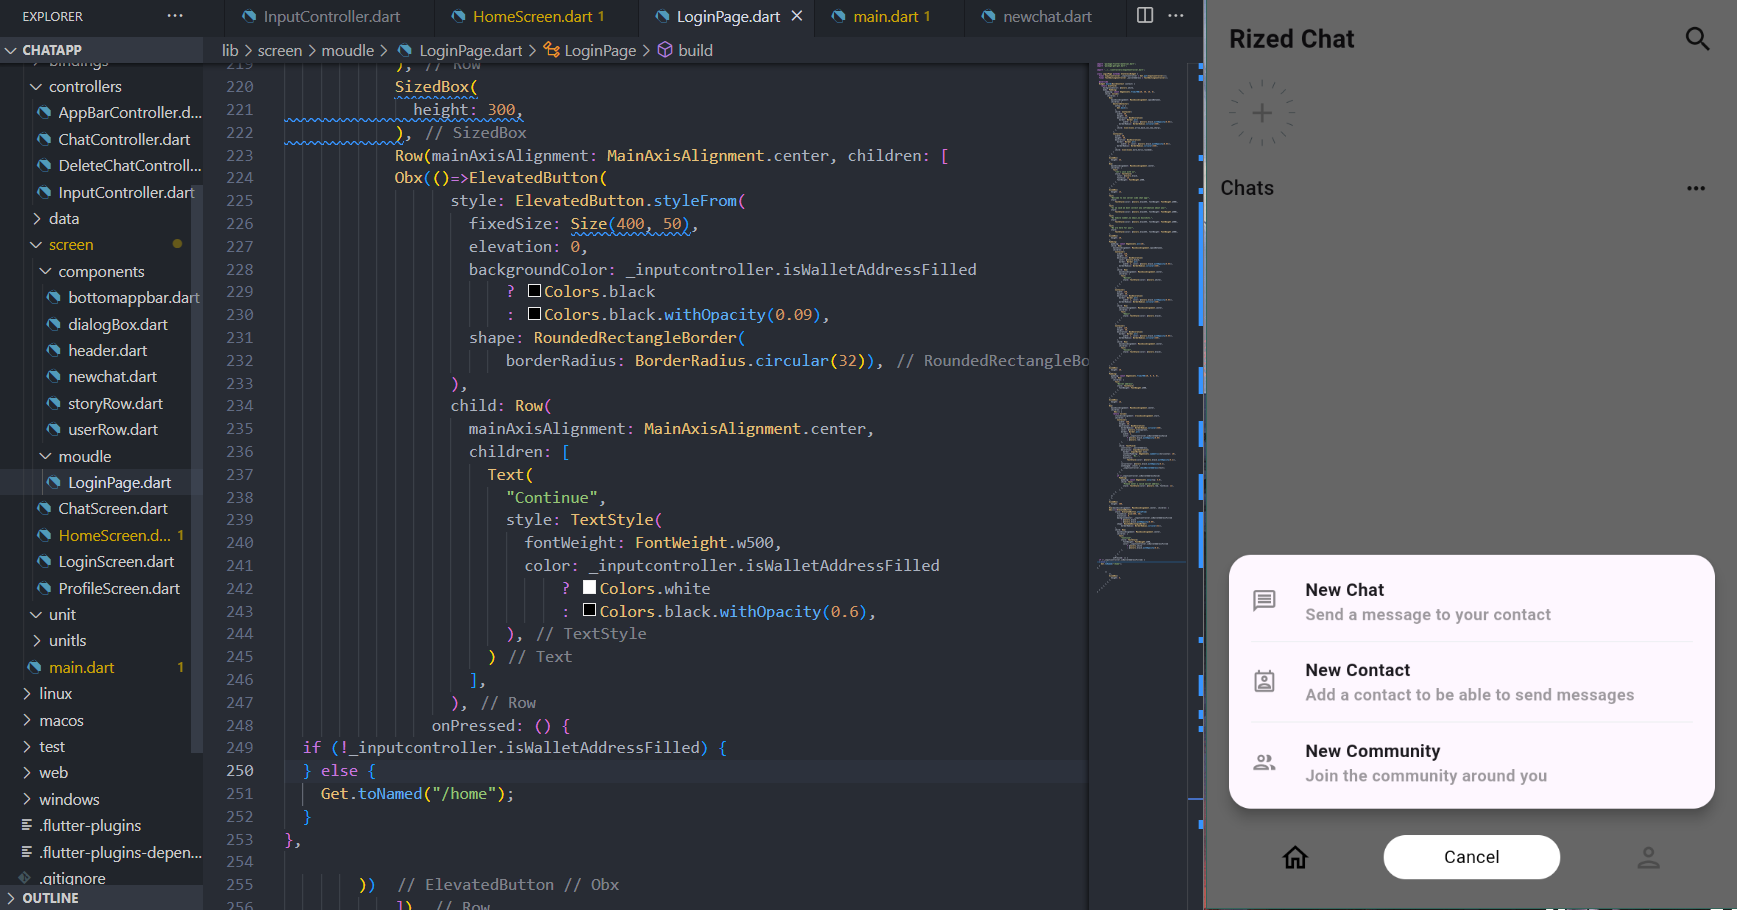 EXPLORER
CHATAPP
bindings
controllers
AppBarController.d...
ChatController.dart
DeleteChatControll...
InputController.dart
data
screen
components
bottomappbar.dart
dialogBox.dart
header.dart
newchat.dart
storyRow.dart
userRow.dart
moudle
LoginPage.dart
ChatScreen.dart
HomeScreen.d... 1
LoginScreen.dart
ProfileScreen.dart
unit
unitls
main.dart 1
linux
macos
test
web
windows
.flutter-plugins
.flutter-plugins-depen...
.gitignore
OUTLINE
InputController.dart HomeScreen.dart 1 LoginPage.dart main.dart 1 newchat.dart
lib > screen > moudle > LoginPage.dart > LoginPage > build
219 ), // Row
220 SizedBox(
221 height: 300,
222 ), // SizedBox
223 Row(mainAxisAlignment: MainAxisAlignment.center, children: [
224 Obx(()=>ElevatedButton(
225 style: ElevatedButton.styleFrom(
226 fixedSize: Size(400, 50),
227 elevation: 0,
228 backgroundColor: _inputcontroller.isWalletAddressFilled
229 ? Colors.black
230 : Colors.black.withOpacity(0.09),
231 shape: RoundedRectangleBorder(
232 borderRadius: BorderRadius.circular(32)), // RoundedRectangleBo
233 ),
234 child: Row(
235 mainAxisAlignment: MainAxisAlignment.center,
236 children: [
237 Text(
238 "Continue",
239 style: TextStyle(
240 fontWeight: FontWeight.w500,
241 color: _inputcontroller.isWalletAddressFilled
242 ? Colors.white
243 : Colors.black.withOpacity(0.6),
244 ), // TextStyle
245 ) // Text
246 ],
247 ), // Row
248 onPressed: () {
249 if (!_inputcontroller.isWalletAddressFilled) {
250 } else {
251 Get.toNamed("/home");
252 }
253 },
254
255 )) // ElevatedButton // Obx
256 ]), // Row
Rized Chat
Chats
New Chat
Send a message to your contact
New Contact
Add a contact to be able to send messages
New Community
Join the community around you
Cancel